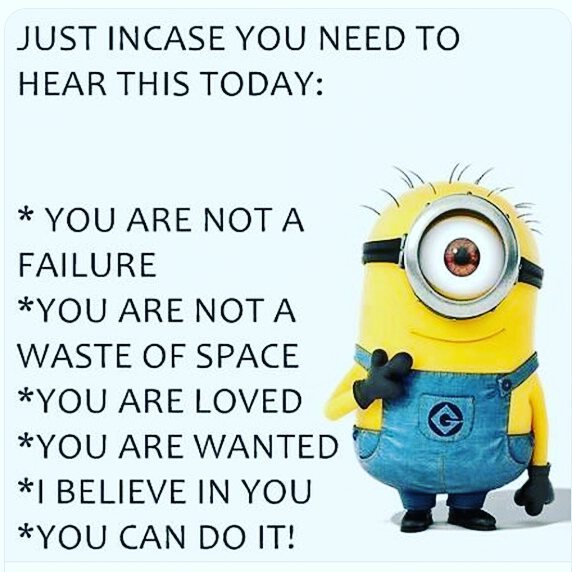 JUST INCASE YOU NEED TO
HEAR THIS TODAY:
* YOU ARE NOT A
FAILURE
*YOU ARE NOT A
WASTE OF SPACE
*YOU ARE LOVED
*YOU ARE WANTED
*I BELIEVE IN YOU
*YOU CAN DO IT!